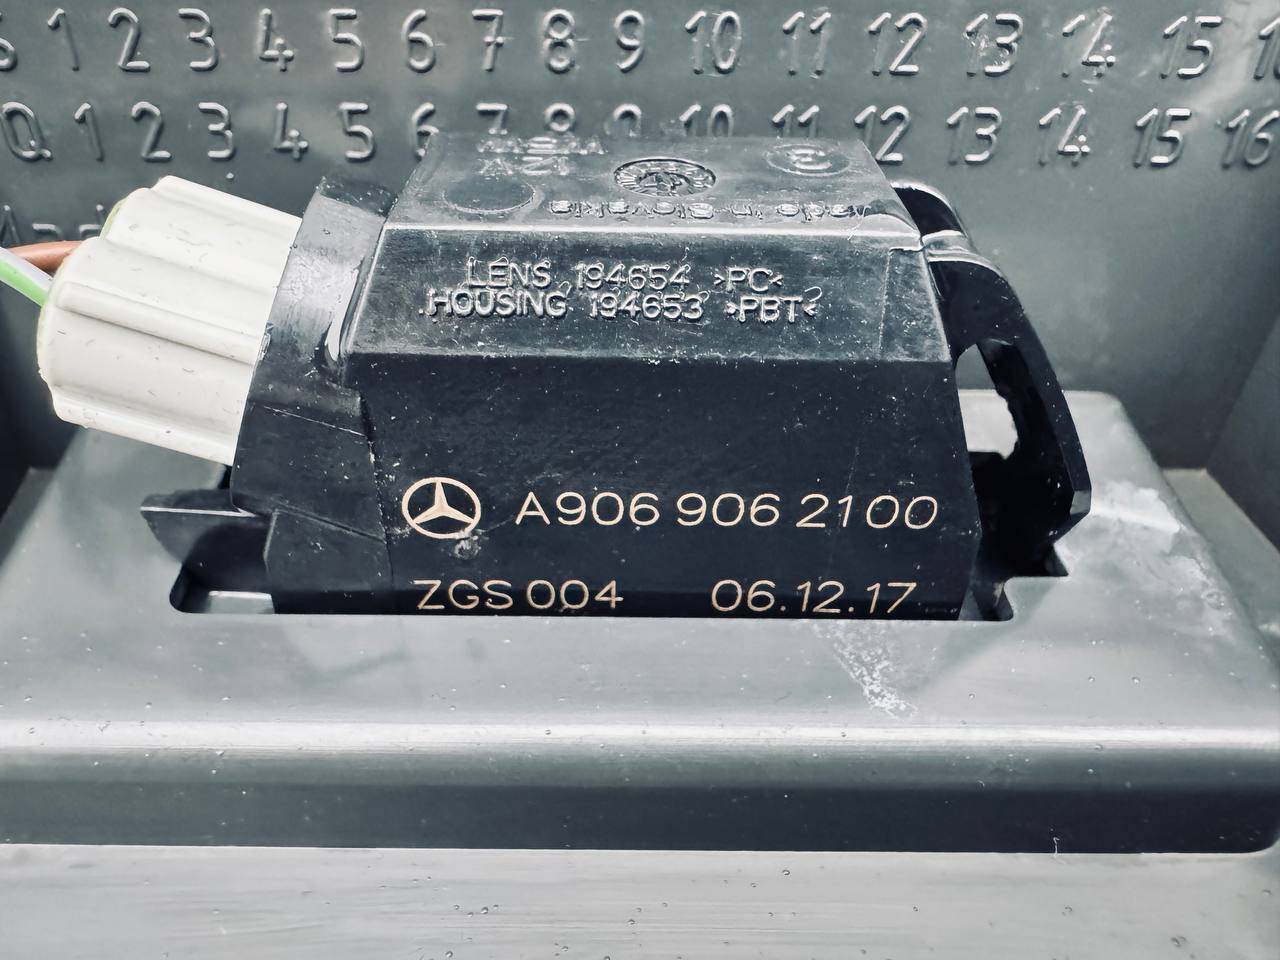 1 2 3 4 5 6 7 8 9 10 11 12 13 14 15
Q 1 2 3 4 5 6 7 8 9 10 11 12 13 14 15 16
LENS 194654 >PC<
.HOUSING 194653 >PBT<
A906 906 2100
ZGS 004 06.12.17